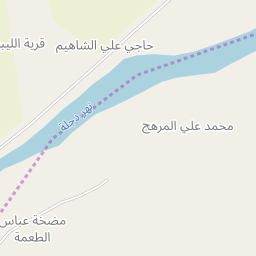 حاجي علي الشاهيم
قرية الليب
نهر دجلة
محمد علي المرهج
مضخة عباس
الطعمة